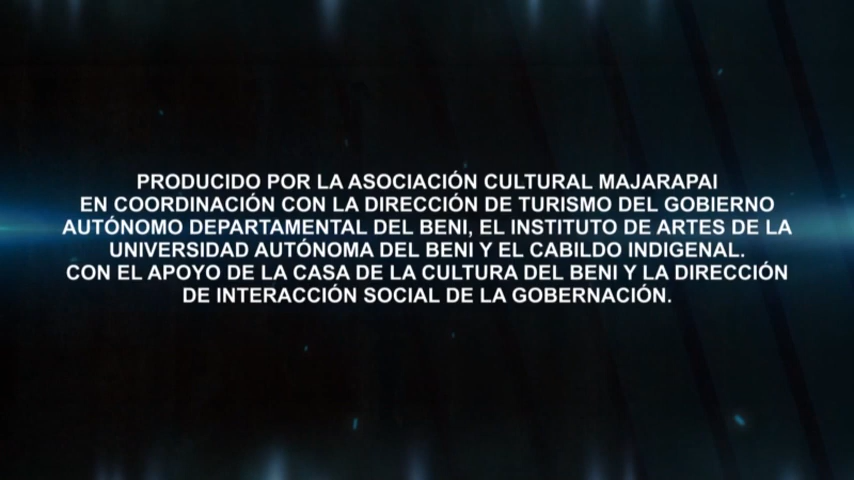 PRODUCIDO POR LA ASOCIACIÓN CULTURAL MAJARAPAI
EN COORDINACIÓN CON LA DIRECCIÓN DE TURISMO DEL GOBIERNO
AUTÓNOMO DEPARTAMENTAL DEL BENI, EL INSTITUTO DE ARTES DE LA
UNIVERSIDAD AUTÓNOMA DEL BENI Y EL CABILDO INDIGENAL.
CON EL APOYO DE LA CASA DE LA CULTURA DEL BENI Y LA DIRECCIÓN
DE INTERACCIÓN SOCIAL DE LA GOBERNACIÓN.